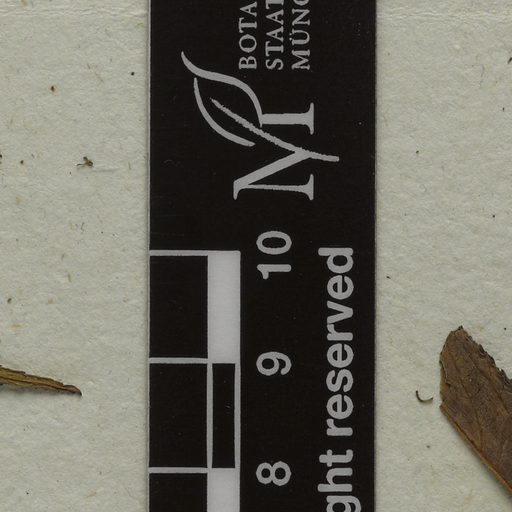 BOTA
STAAT
MÜNC
M
10
9
8
ght reserved